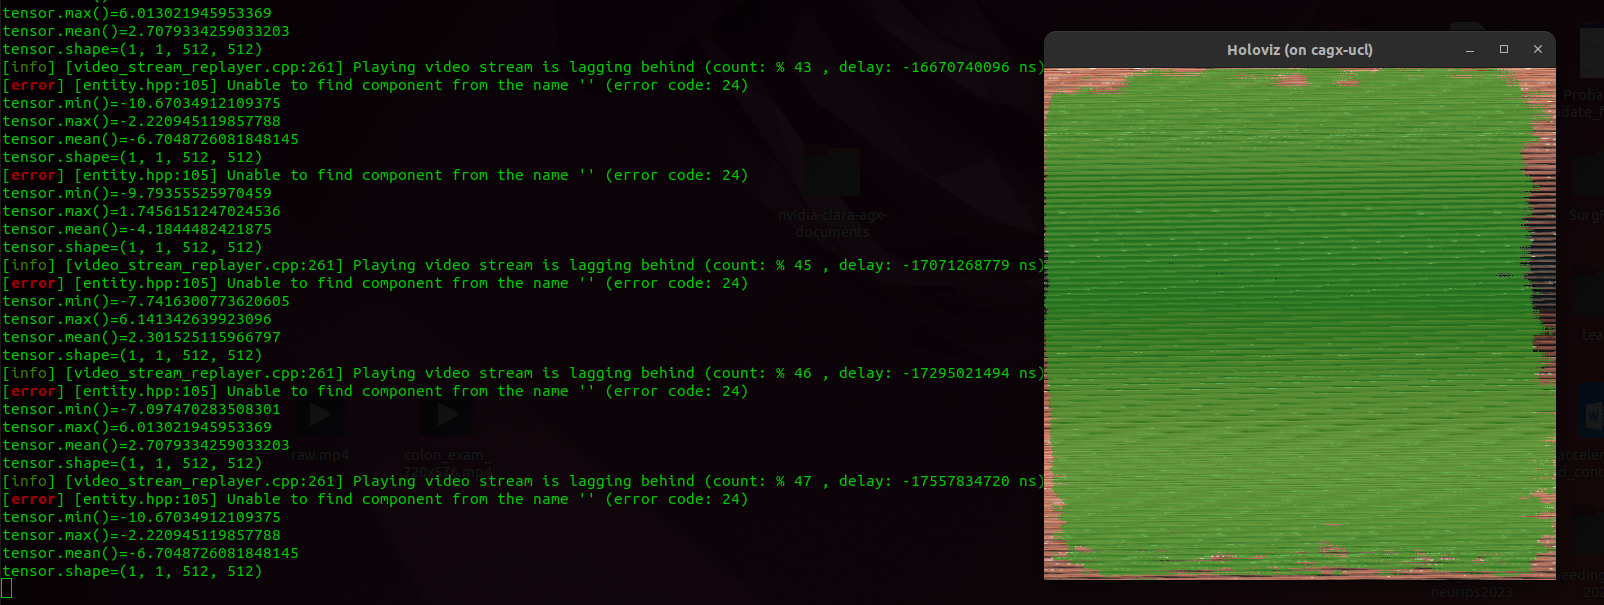 tensor.max()=6.013021945953369
tensor.mean()=2.7079334259033203
tensor.shape=(1, 1, 512, 512)
[info] [video_stream_replayer.cpp:261] Playing video stream is lagging behind (count: % 43 , delay: -16670740096 ns)
[error] [entity.hpp:105] Unable to find component from the name '' (error code: 24)
tensor.min()=-10.67034912109375
tensor.max()=-2.220945119857788
tensor.mean()=-6.7048726081848145
tensor.shape=(1, 1, 512, 512)
[error] [entity.hpp:105] Unable to find component from the name '' (error code: 24)
tensor.min()=-9.79355525970459
tensor.max()=1.7456151247024536
tensor.mean()=-4.1844482421875
tensor.shape=(1, 1, 512, 512)
[info] [video_stream_replayer.cpp:261] Playing video stream is lagging behind (count: % 45 , delay: -17071268779 ns)
[error] [entity.hpp:105] Unable to find component from the name '' (error code: 24)
tensor.min()=-7.7416300773620605
tensor.max()=6.141342639923096
tensor.mean()=2.301525115966797
tensor.shape=(1, 1, 512, 512)
[info] [video_stream_replayer.cpp:261] Playing video stream is lagging behind (count: % 46 , delay: -17295021494 ns)
[error] [entity.hpp:105] Unable to find component from the name '' (error code: 24)
tensor.min()=-7.097470283508301
tensor.max()=6.013021945953369
tensor.mean()=2.7079334259033203
tensor.shape=(1, 1, 512, 512)
[info] [video_stream_replayer.cpp:261] Playing video stream is lagging behind (count: % 47 , delay: -17557834720 ns)
[error] [entity.hpp:105] Unable to find component from the name '' (error code: 24)
tensor.min()=-10.67034912109375
tensor.max()=-2.220945119857788
tensor.mean()=-6.7048726081848145
tensor.shape=(1, 1, 512, 512)
nvidia-clara-agx-
documents
raw.mp4
colon_exam_
720x576.mp4
Holoviz (on cagx-ucl)
neurips2023